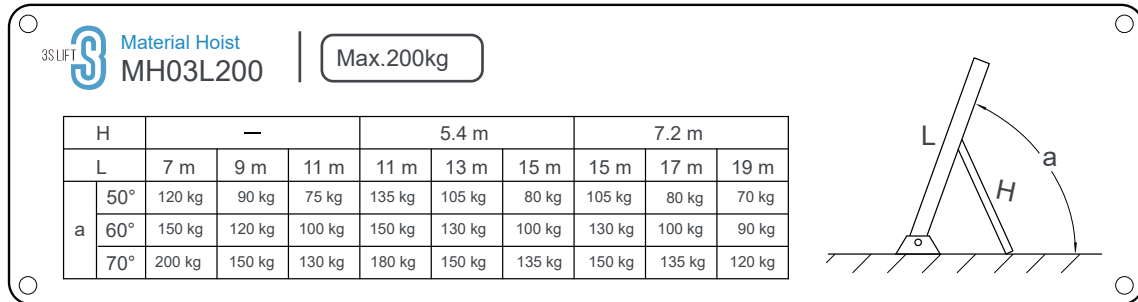 3S LIFT
Material Hoist
MH03L200
Max.200kg
H — 5.4 m 7.2 m
L 7 m 9 m 11 m 11 m 13 m 15 m 15 m 17 m 19 m
a
50° 120 kg 90 kg 75 kg 135 kg 105 kg 80 kg 105 kg 80 kg 70 kg
60° 150 kg 120 kg 100 kg 150 kg 130 kg 100 kg 130 kg 100 kg 90 kg
70° 200 kg 150 kg 130 kg 180 kg 150 kg 135 kg 150 kg 135 kg 120 kg
L
a
H